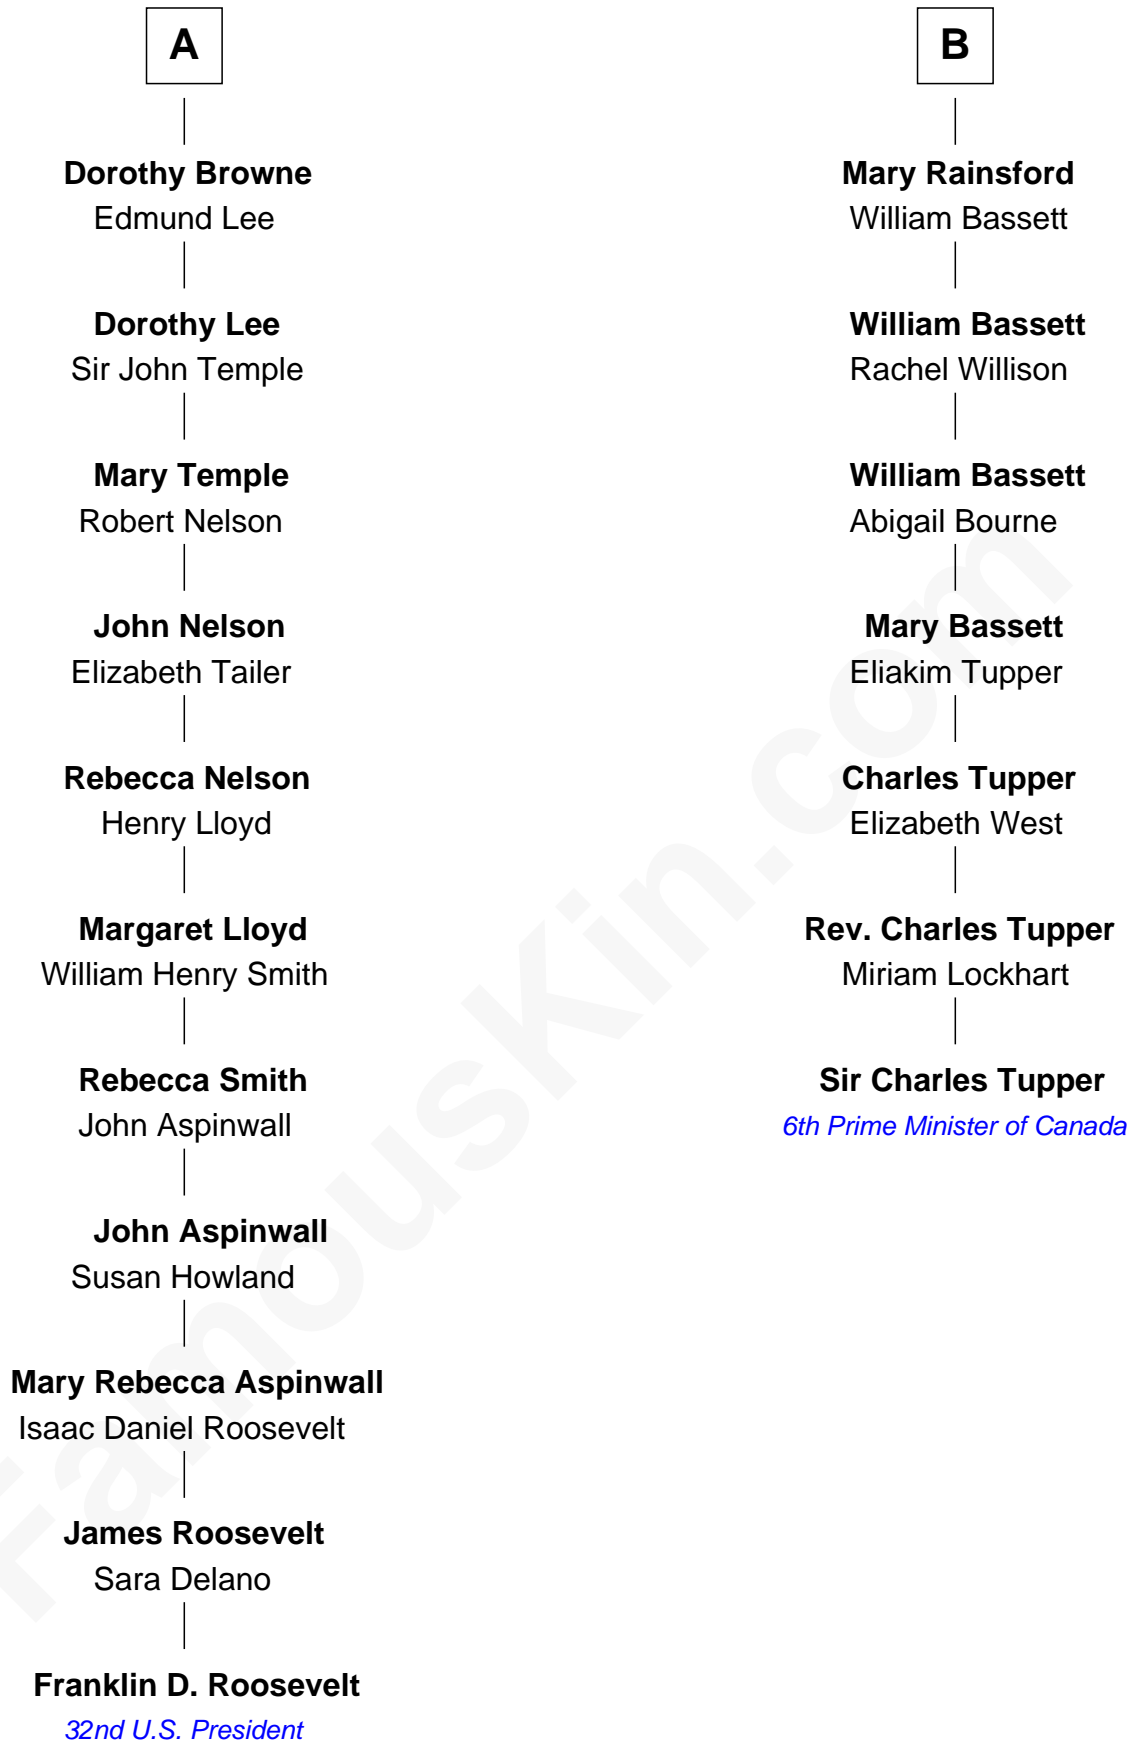 A
Dorothy Browne
Edmund Lee
Dorothy Lee
Sir John Temple
Mary Temple
Robert Nelson
John Nelson
Elizabeth Tailer
Rebecca Nelson
Henry Lloyd
Margaret Lloyd
William Henry Smith
Rebecca Smith
John Aspinwall
John Aspinwall
Susan Howland
Mary Rebecca Aspinwall
Isaac Daniel Roosevelt
James Roosevelt
Sara Delano
Franklin D. Roosevelt
32nd U.S. President
B
Mary Rainsford
William Bassett
William Bassett
Rachel Willison
William Bassett
Abigail Bourne
Mary Bassett
Eliakim Tupper
Charles Tupper
Elizabeth West
Rev. Charles Tupper
Miriam Lockhart
Sir Charles Tupper
6th Prime Minister of Canada
FamousKin.com